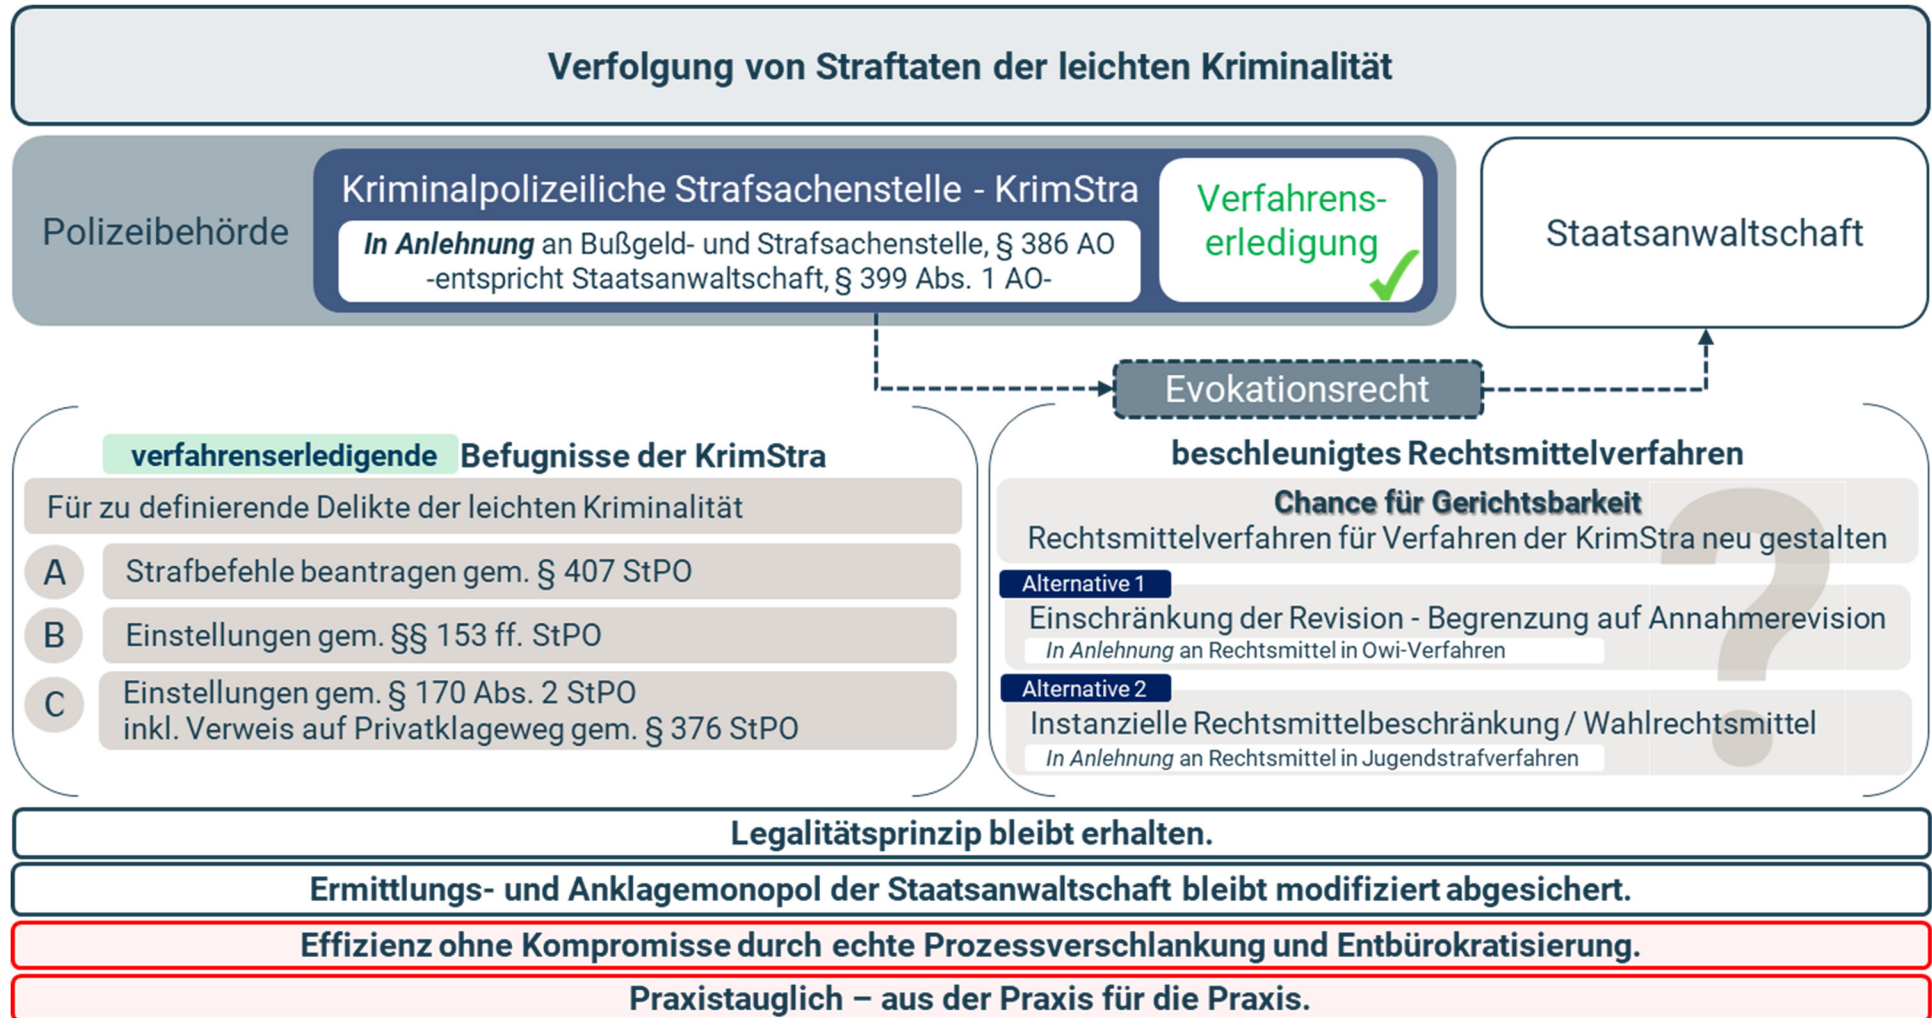 Verfolgung von Straftaten der leichten Kriminalität
Polizeibehörde
Kriminalpolizeiliche Strafsachenstelle - KrimStra
In Anlehnung an Bußgeld- und Strafsachenstelle, § 386 AO
-entspricht Staatsanwaltschaft, § 399 Abs. 1 AO-
Verfahrens-
erledigung
Staatsanwaltschaft
Evokationsrecht
verfahrenserledigende Befugnisse der KrimStra
Für zu definierende Delikte der leichten Kriminalität
A
Strafbefehle beantragen gem. § 407 StPO
B
Einstellungen gem. §§ 153 ff. StPO
C
Einstellungen gem. § 170 Abs. 2 StPO
inkl. Verweis auf Privatklageweg gem. § 376 StPO
beschleunigtes Rechtsmittelverfahren
Chance für Gerichtsbarkeit
Rechtsmittelverfahren für Verfahren der KrimStra neu gestalten
Alternative 1
Einschränkung der Revision - Begrenzung auf Annahmerevision
In Anlehnung an Rechtsmittel in Owi-Verfahren
Alternative 2
Instanzielle Rechtsmittelbeschränkung / Wahlrechtsmittel
In Anlehnung an Rechtsmittel in Jugendstrafverfahren
?
Legalitätsprinzip bleibt erhalten.
Ermittlungs- und Anklagemonopol der Staatsanwaltschaft bleibt modifiziert abgesichert.
Effizienz ohne Kompromisse durch echte Prozessverschlankung und Entbürokratisierung.
Praxistauglich – aus der Praxis für die Praxis.